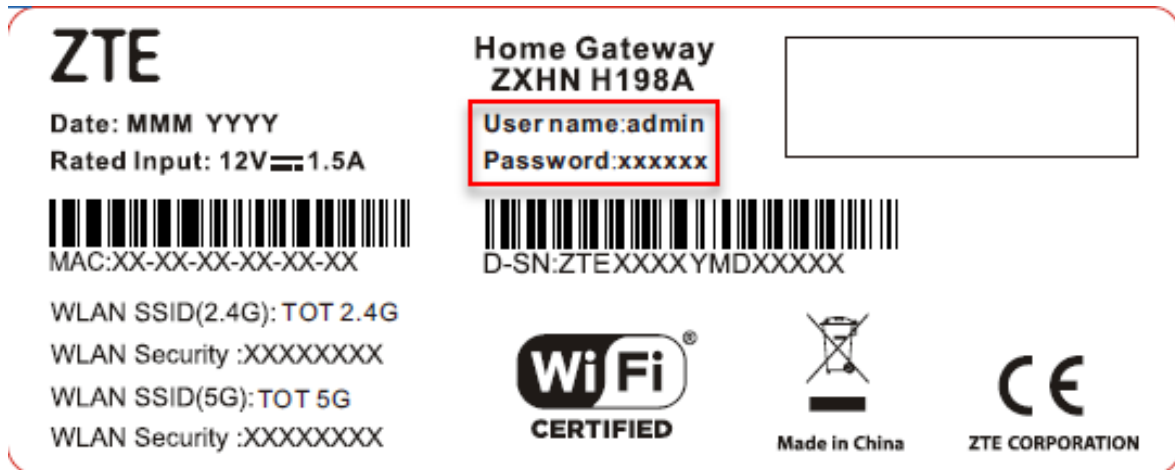 ZTE
Date: MMM YYYY
Rated Input: 12V 1.5A
Home Gateway
ZXHN H198A
User name:admin
Password:xxxxxx
MAC:XX-XX-XX-XX-XX-XX
D-SN:ZTEXXXXYMDXXXXX
WLAN SSID(2.4G): TOT 2.4G
WLAN Security :XXXXXXXX
WLAN SSID(5G): TOT 5G
WLAN Security :XXXXXXXX
Wi Fi ®
CERTIFIED
Made in China
CE
ZTE CORPORATION